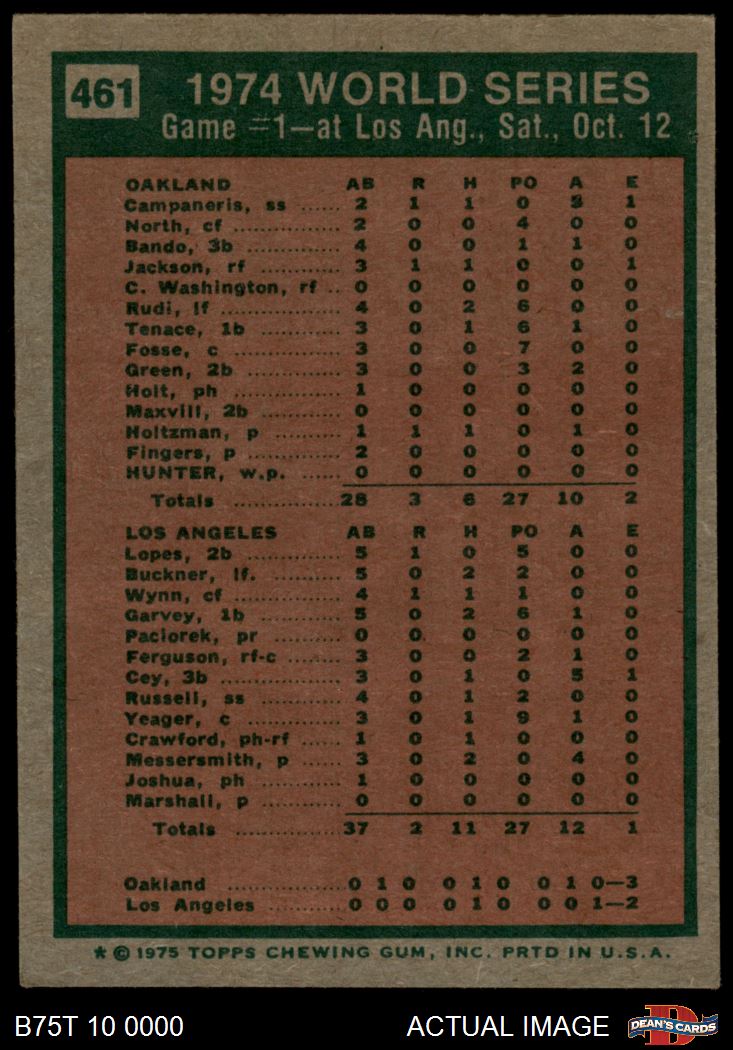 461 1974 WORLD SERIES
Game #1—at Los Ang., Sat., Oct. 12
OAKLAND AB R H PO A E
Campaneris, ss ...... 2 1 1 0 3 1
North, cf ............... 2 0 0 4 0 0
Bando, 3b ............. 4 0 0 1 1 0
Jackson, rf ............ 3 1 1 0 0 1
C. Washington, rf .. 0 0 0 0 0 0
Rudi, lf ................. 4 0 2 6 0 0
Tenace, 1b ............ 3 0 1 6 1 0
Fosse, c ................ 3 0 0 7 0 0
Green, 2b .............. 3 0 0 3 2 0
Holt, ph ................ 1 0 0 0 0 0
Maxvill, 2b ............ 0 0 0 0 0 0
Holtzman, p .......... 1 1 1 0 1 0
Fingers, p .............. 2 0 0 0 0 0
HUNTER, w.p. ...... 0 0 0 0 0 0
Totals ................ 28 3 6 27 10 2
LOS ANGELES AB R H PO A E
Lopes, 2b .............. 5 1 0 5 0 0
Buckner, lf. .......... 5 0 2 2 0 0
Wynn, cf ............... 4 1 1 1 0 0
Garvey, 1b ............ 5 0 2 6 1 0
Paciorek, pr .......... 0 0 0 0 0 0
Ferguson, rf-c ....... 3 0 0 2 1 0
Cey, 3b ................. 3 0 1 0 5 1
Russell, ss ............ 4 0 1 2 0 0
Yeager, c .............. 3 0 1 9 1 0
Crawford, ph-rf ...... 1 0 1 0 0 0
Messersmith, p ...... 3 0 2 0 4 0
Joshua, ph ............ 1 0 0 0 0 0
Marshall, p ............ 0 0 0 0 0 0
Totals ................ 37 2 11 27 12 1
Oakland ................ 0 1 0 0 1 0 0 1 0—3
Los Angeles .......... 0 0 0 0 1 0 0 0 1—2
* © 1975 TOPPS CHEWING GUM, INC. PRTD IN U.S.A.
B75T 10 0000 ACTUAL IMAGE D DEAN'S CARDS